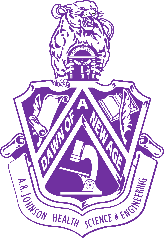 DAWN OF A NEW AGE
A.R. JOHNSON HEALTH SCIENCE & ENGINEERING